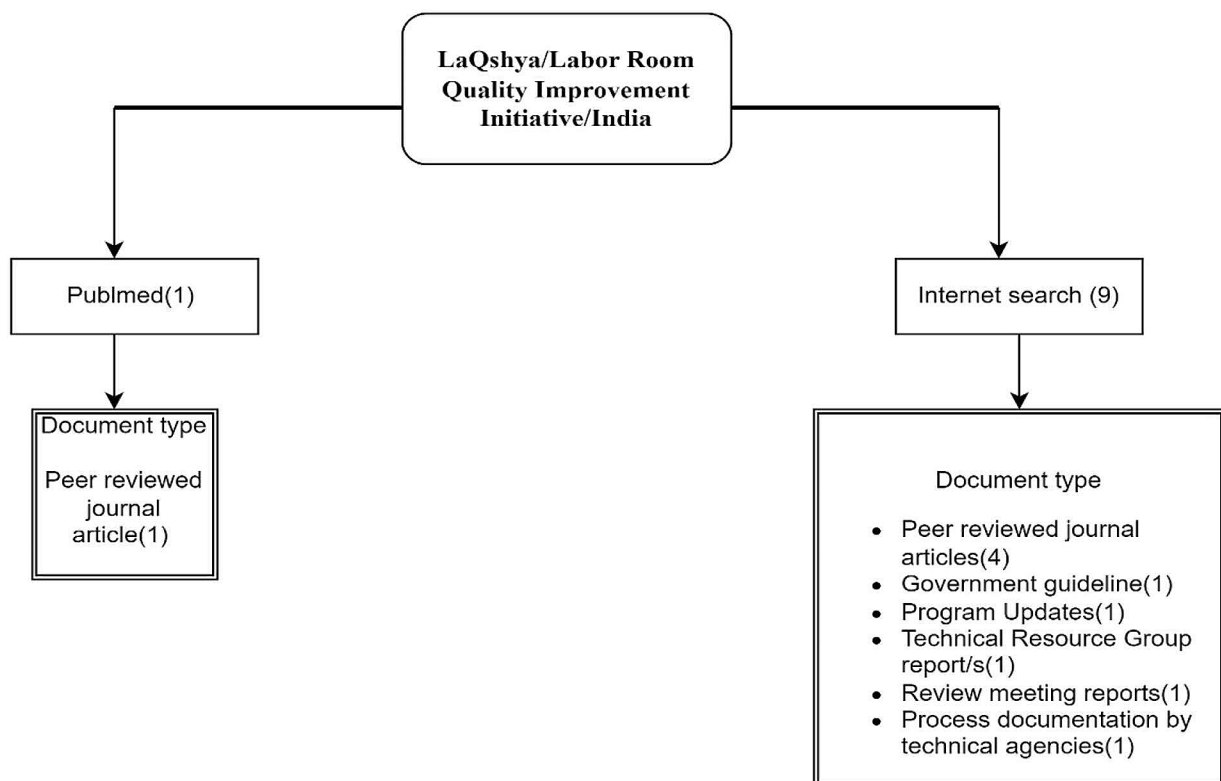 LaQshya/Labor Room
Quality Improvement
Initiative/India
Publmed(1)
Internet search (9)
Document type
Peer reviewed
journal
article(1)
Document type
• Peer reviewed journal
articles(4)
• Government guideline(1)
• Program Updates(1)
• Technical Resource Group
report/s(1)
• Review meeting reports(1)
• Process documentation by
technical agencies(1)